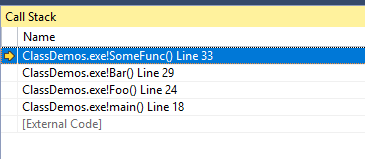 Call Stack
Name
ClassDemos.exe!SomeFunc() Line 33
ClassDemos.exe!Bar() Line 29
ClassDemos.exe!Foo() Line 24
ClassDemos.exe!main() Line 18
[External Code]